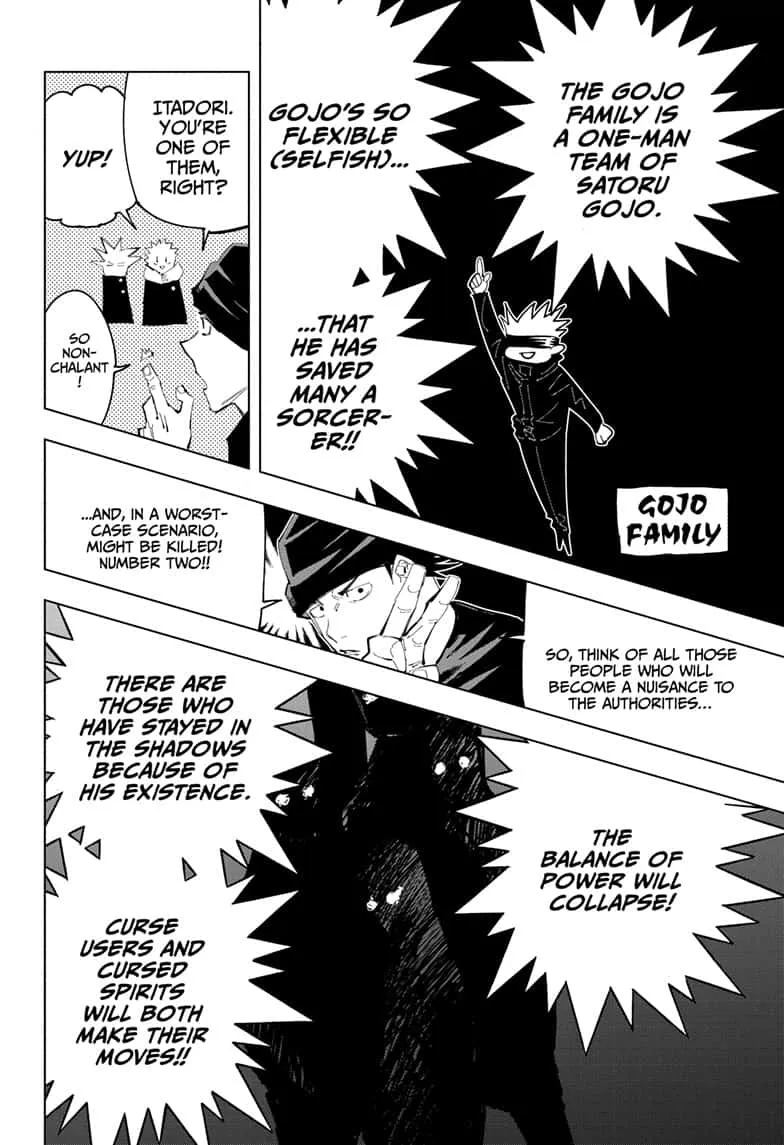 THE GOJO
FAMILY IS
A ONE-MAN
TEAM OF
SATORU
GOJO.
GOJO
FAMILY
GOJO'S SO
FLEXIBLE
(SELFISH)...
...THAT
HE HAS
SAVED
MANY A
SORCER-
ER!!
ITADORI.
YOU'RE
ONE OF
THEM,
RIGHT?
YUP!
SO
NON-
CHALANT
!
SO, THINK OF ALL THOSE
PEOPLE WHO WILL
BECOME A NUISANCE TO
THE AUTHORITIES...
...AND, IN A WORST-
CASE SCENARIO,
MIGHT BE KILLED!
NUMBER TWO!!
THE
BALANCE OF
POWER WILL
COLLAPSE!
THERE ARE
THOSE WHO
HAVE STAYED IN
THE SHADOWS
BECAUSE OF
HIS EXISTENCE.
CURSE
USERS AND
CURSED
SPIRITS
WILL BOTH
MAKE THEIR
MOVES!!